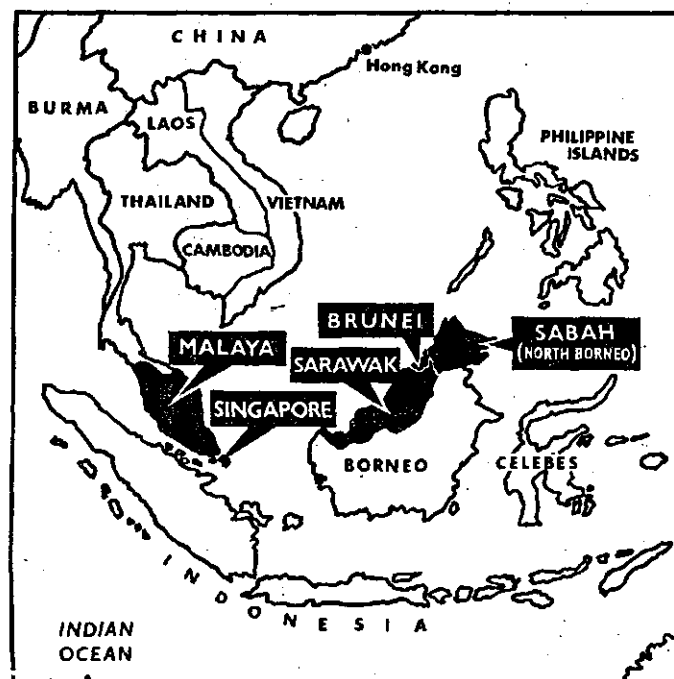 CHINA
Hong Kong
BURMA
LAOS
PHILIPPINE
ISLANDS
THAILAND
VIETNAM
CAMBODIA
BRUNEI
SABAH
(NORTH BORNEO)
MALAYA
SARAWAK
SINGAPORE
BORNEO
CELEBES
INDONESIA
INDIAN
OCEAN